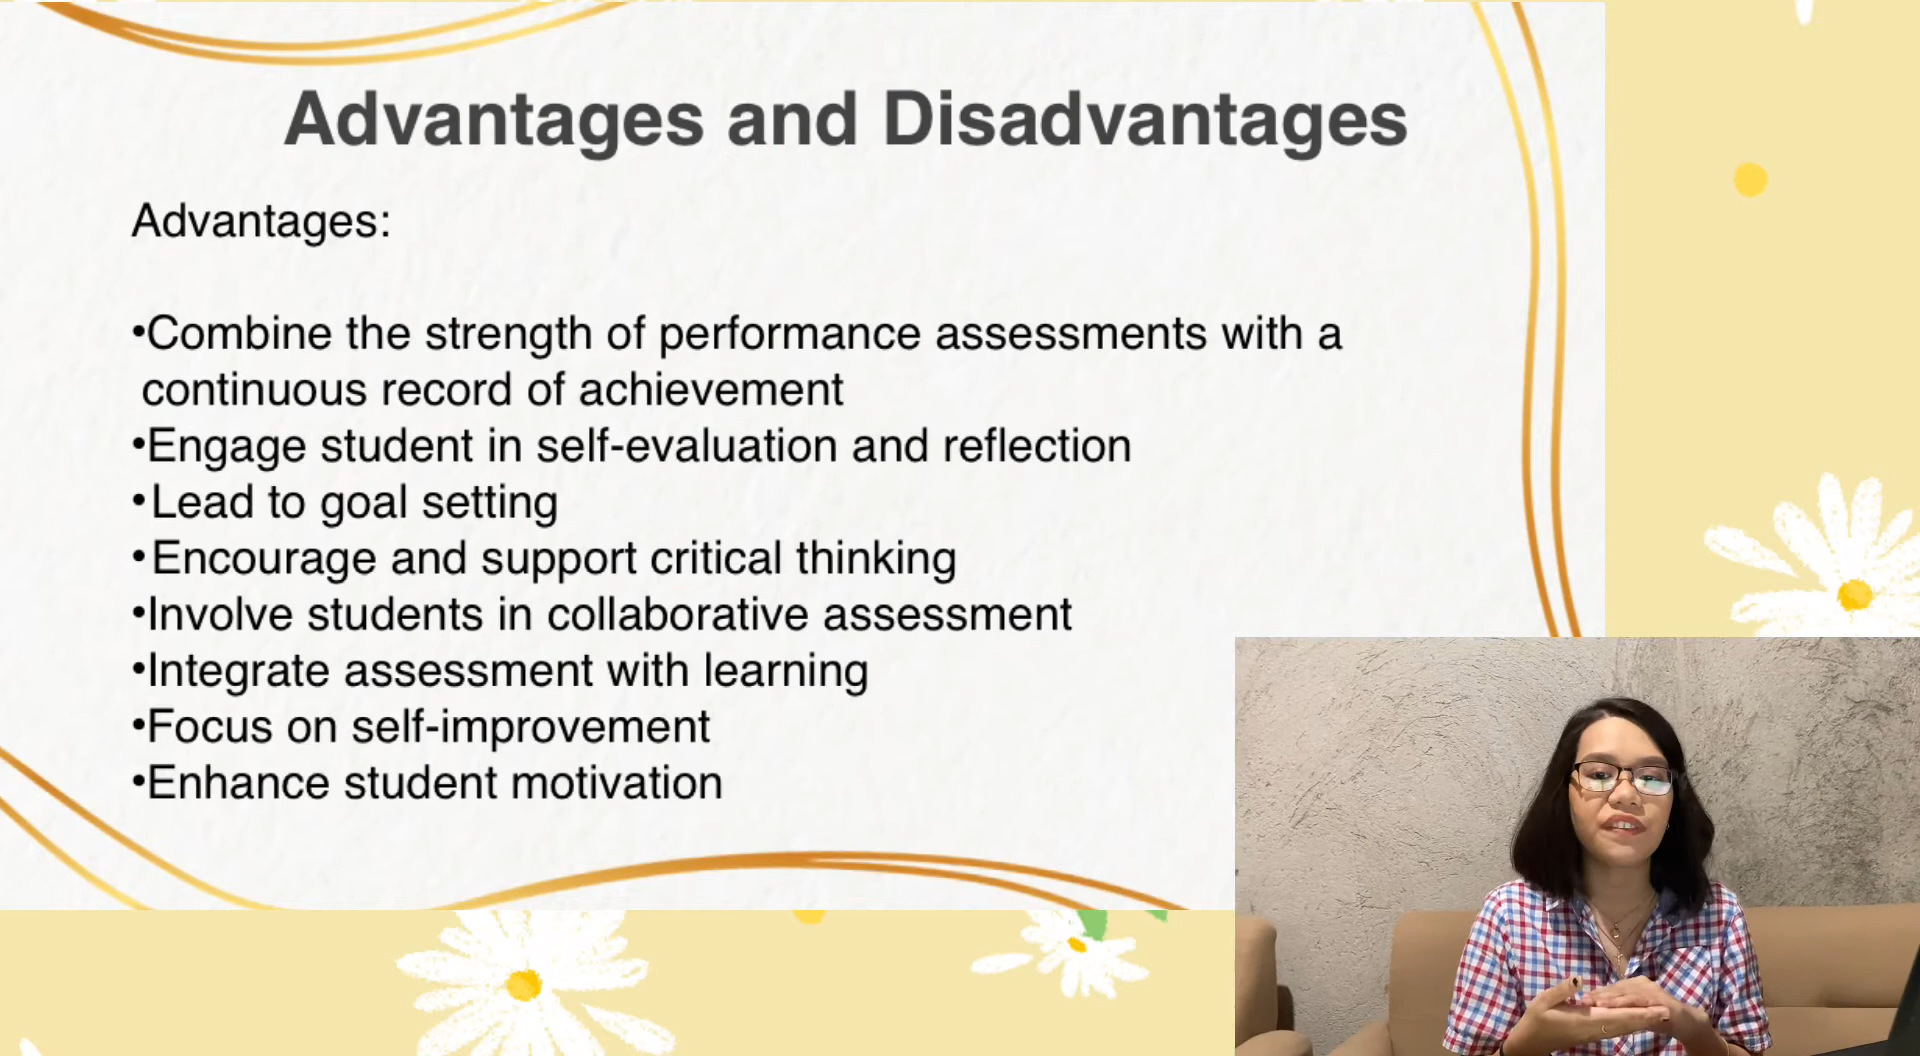 Advantages and Disadvantages
Advantages:
•Combine the strength of performance assessments with a
continuous record of achievement
•Engage student in self-evaluation and reflection
•Lead to goal setting
•Encourage and support critical thinking
•Involve students in collaborative assessment
•Integrate assessment with learning
•Focus on self-improvement
•Enhance student motivation